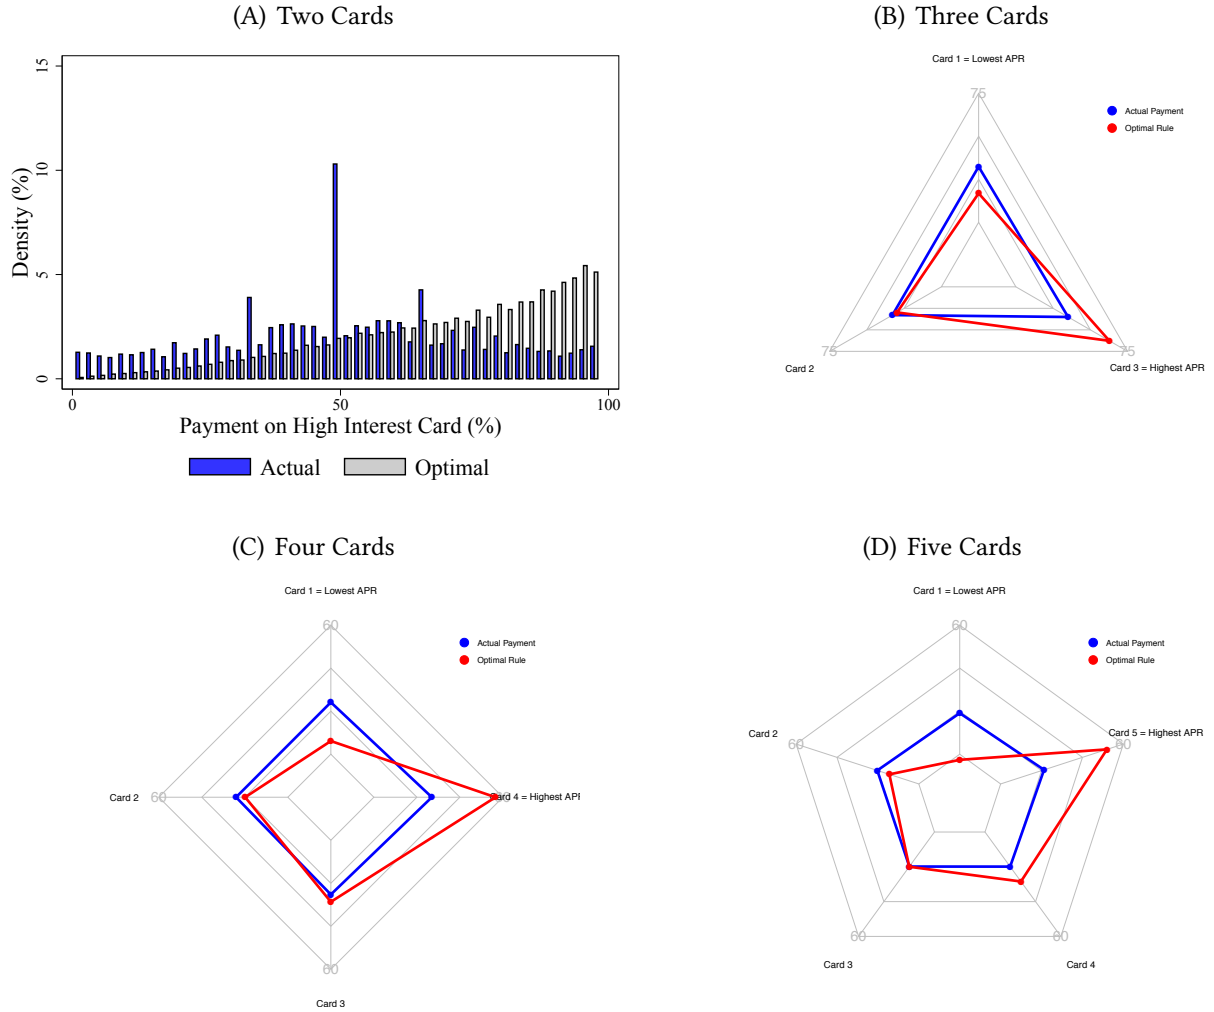 (A) Two Cards
15
10
5
0
Density (%)
0
50
100
Payment on High Interest Card (%)
Actual
Optimal
(B) Three Cards
Card 1 = Lowest APR
75
Actual Payment
Optimal Rule
75
75
Card 2
Card 3 = Highest APR
(C) Four Cards
Card 1 = Lowest APR
60
Actual Payment
Optimal Rule
Card 2
60
Card 4 = Highest APR
60
Card 3
(D) Five Cards
Card 1 = Lowest APR
60
Actual Payment
Optimal Rule
Card 2
60
Card 5 = Highest APR
60
60
60
Card 3
Card 4